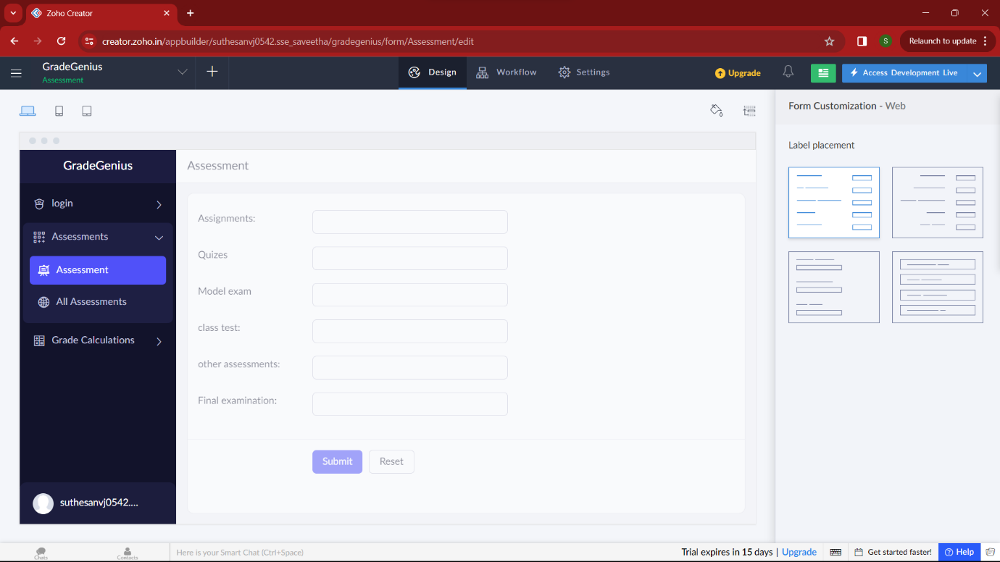 Zoho Creator
creator.zoho.in/appbuilder/suthesanvj0542.sse_saveetha/gradegenius/form/Assessment/edit
S
Relaunch to update
GradeGenius
Assessment
Design
Workflow
Settings
Upgrade
Access Development Live
Form Customization - Web
Label placement
GradeGenius
login
Assessments
Assessment
All Assessments
Grade Calculations
suthesanvj0542....
Assessment
Assignments:
Quizes
Model exam
class test:
other assessments:
Final examination:
Submit
Reset
Chats
Contacts
Here is your Smart Chat (Ctrl+Space)
Trial expires in 15 days | Upgrade
Get started faster!
Help